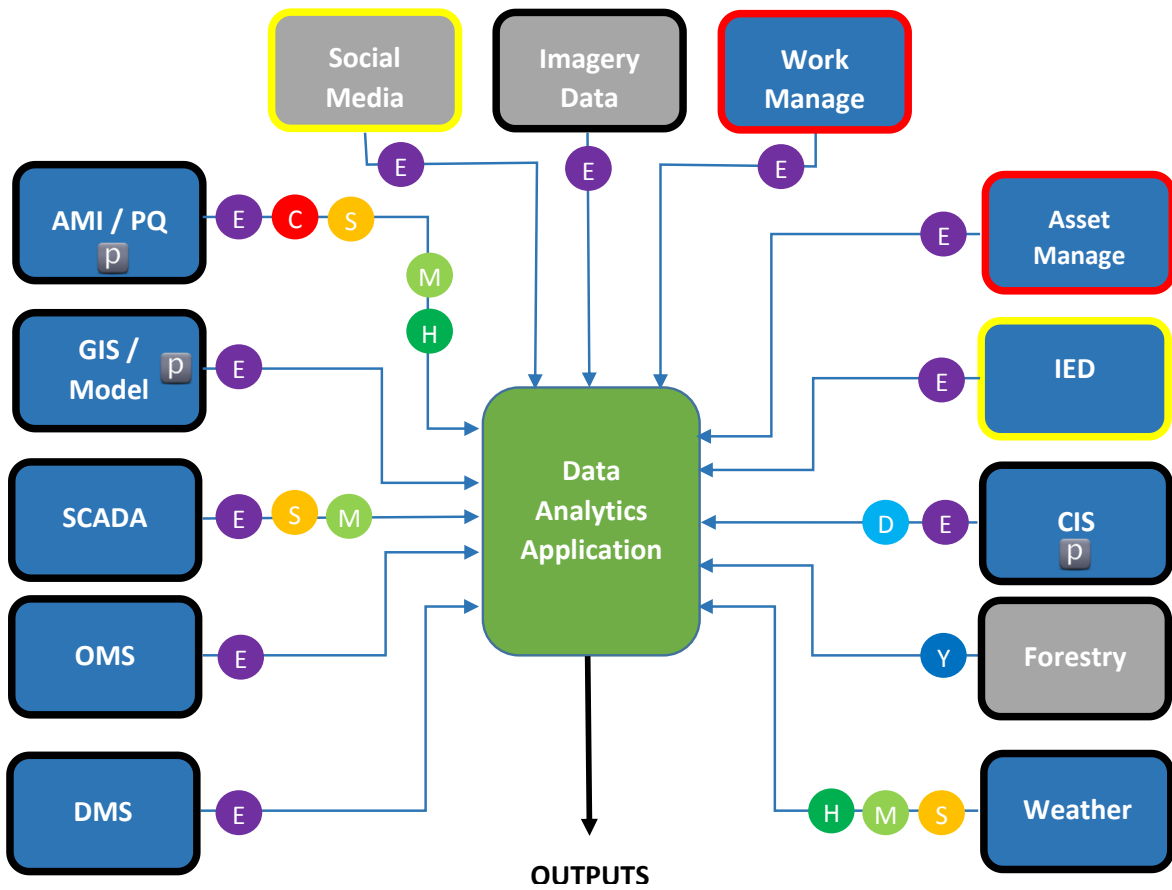 Social
Media
Imagery
Data
Work
Manage
E
E
E
AMI / PQ
p
E C S
M
H
Asset
Manage
E
GIS /
Model
p
E
IED
E
Data
Analytics
Application
SCADA
E S M
CIS
p
D E
OMS
E
Forestry
Y
DMS
E
Weather
H M S
OUTPUTS